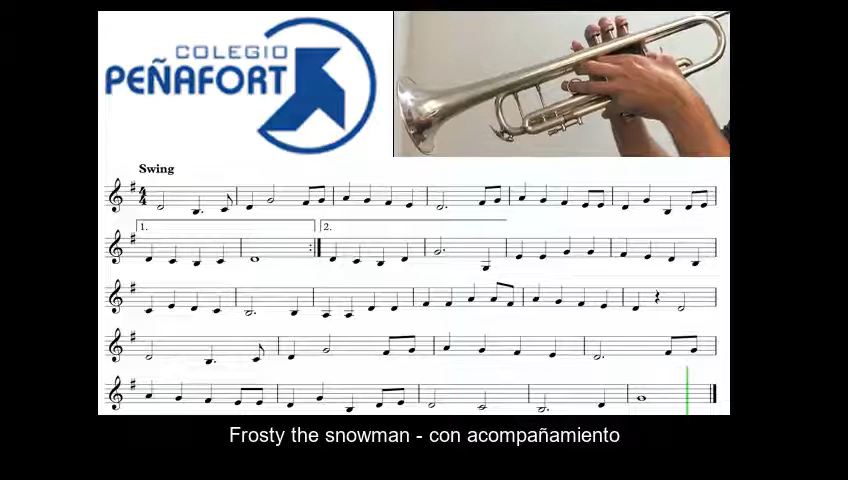 COLEGIO
PEÑAFORT
Swing
1.
2.
Frosty the snowman - con acompañamiento